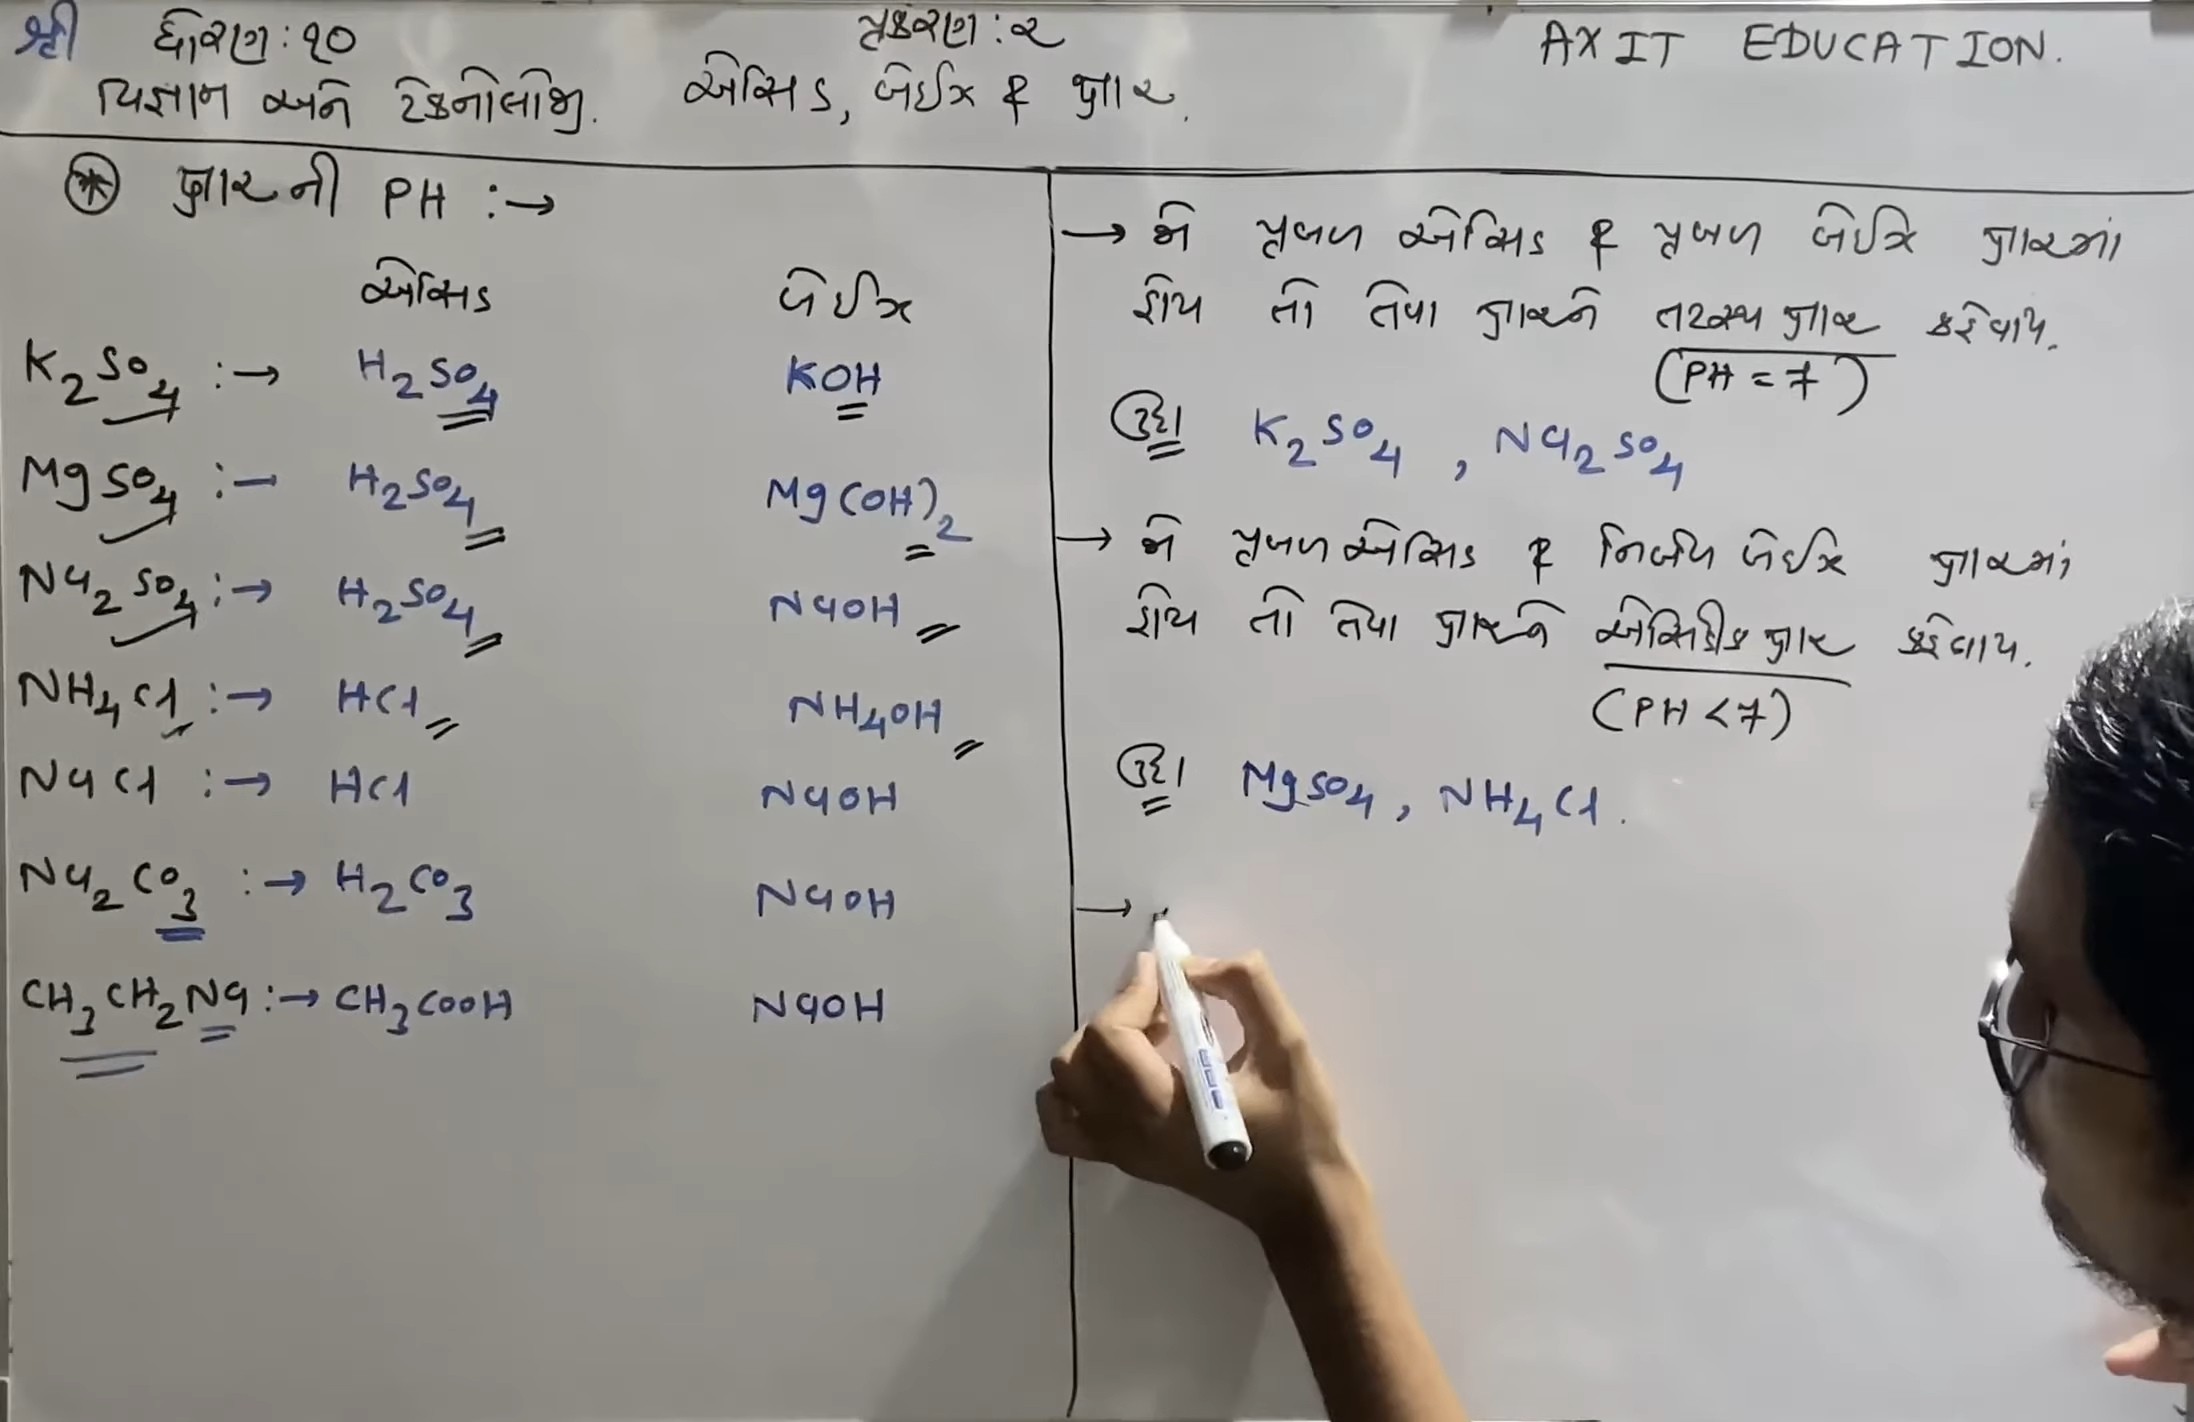 શ્રી ધોરણ: ૧૦
વિજ્ઞાન અને ટેકનોલોજી.
પ્રકરણ: ૨
એસિડ, બેઈઝ & ક્ષાર.
AXIT EDUCATION.
* ક્ષારની PH :→
એસિડ બેઈઝ
K₂SO₄ :→ H₂SO₄ KOH
MgSO₄ :— H₂SO₄ Mg(OH)₂
Na₂SO₄ :→ H₂SO₄ NaOH
NH₄Cl :→ HCl NH₄OH
NaCl :→ HCl NaOH
Na₂CO₃ :→ H₂CO₃ NaOH
CH₃CH₂Na :→ CH₃COOH NaOH
→ જે પ્રબળ એસિડ & પ્રબળ બેઈઝ ક્ષારમાં
હોય તો તેવા ક્ષારને તટસ્થ ક્ષાર કહેવાય.
(PH = 7)
ઉદા K₂SO₄ , Na₂SO₄
→ જે પ્રબળ એસિડ & નિર્બળ બેઈઝ ક્ષારમાં
હોય તો તેવા ક્ષારને એસિડીક ક્ષાર કહેવાય.
(PH < 7)
ઉદા MgSO₄ , NH₄Cl .
→